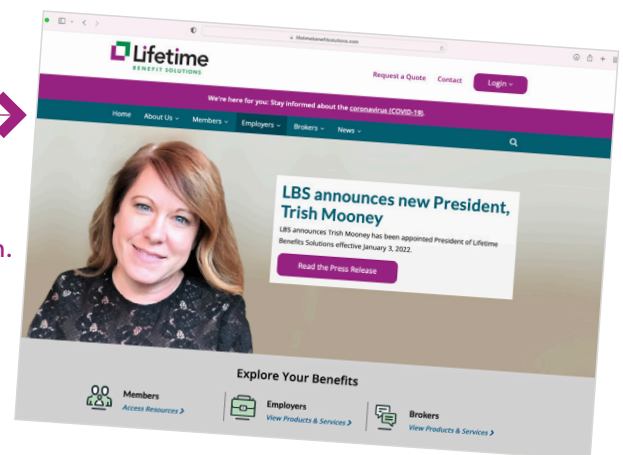 lifetimebenefitsolutions.com
Lifetime
BENEFIT SOLUTIONS
Request a Quote Contact Login
We're here for you: Stay informed about the coronavirus (COVID-19).
Home About Us Members Employers Brokers News
n.
LBS announces new President,
Trish Mooney
LBS announces Trish Mooney has been appointed President of Lifetime
Benefits Solutions effective January 3, 2022.
Read the Press Release
Explore Your Benefits
Members
Access Resources
Employers
View Products & Services
Brokers
View Products & Services